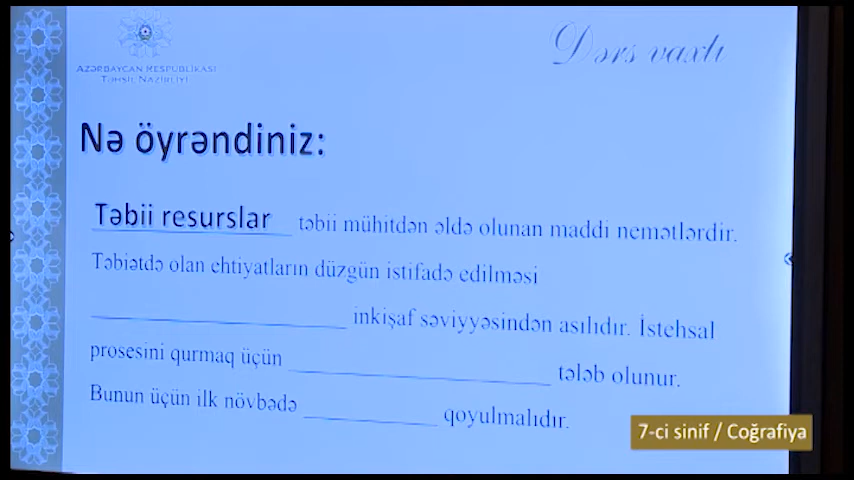 AZƏRBAYCAN RESPUBLİKASI
TƏHSİL NAZİRLİYİ
Dərs vaxtı
Nə öyrəndiniz:
Təbii resurslar təbii mühitdən əldə olunan maddi nemətlərdir.
Təbiətdə olan ehtiyatların düzgün istifadə edilməsi
inkişaf səviyyəsindən asılıdır. İstehsal
prosesini qurmaq üçün tələb olunur.
Bunun üçün ilk növbədə qoyulmalıdır.
7-ci sinif / Coğrafiya